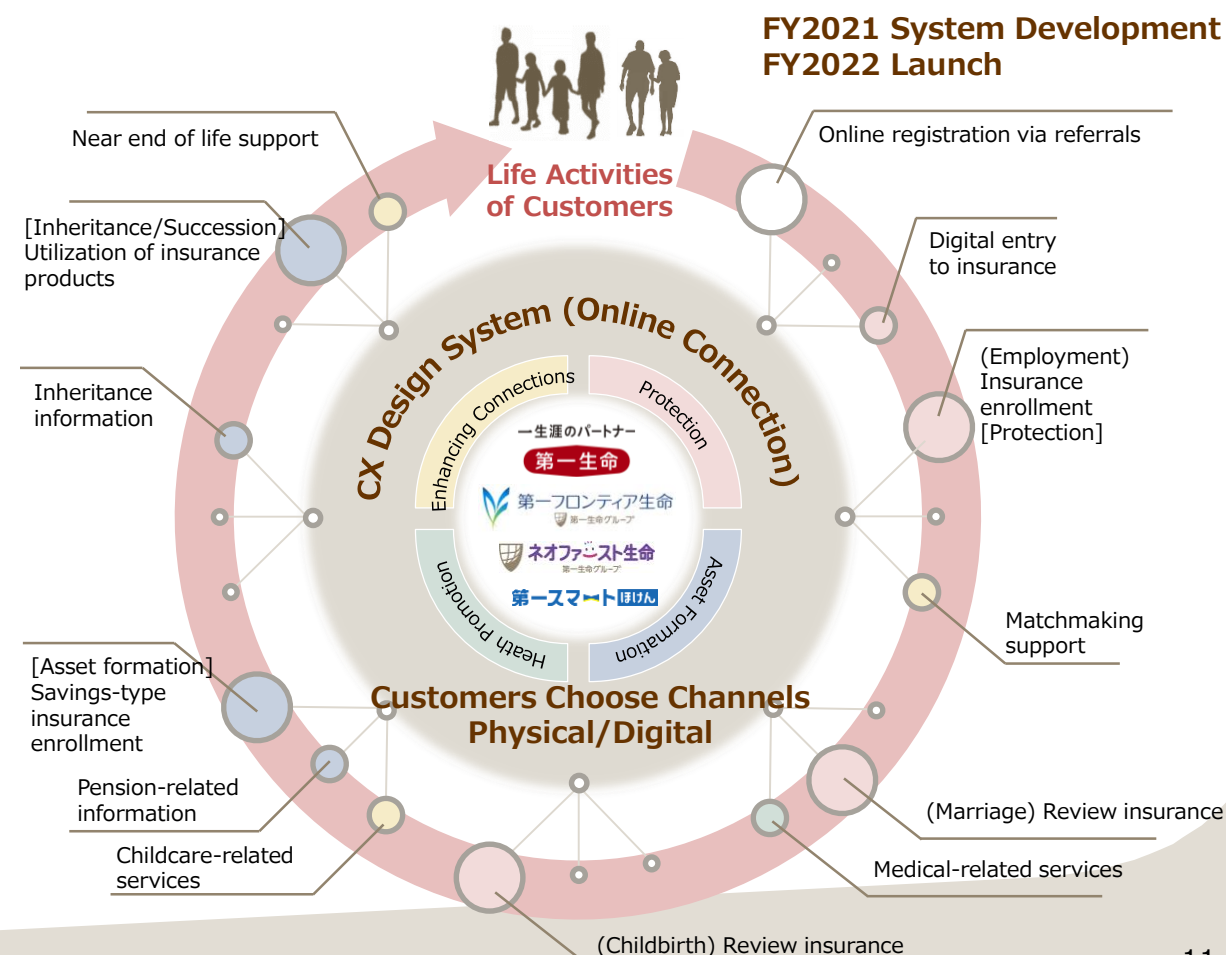 FY2021 System Development
FY2022 Launch
Life Activities
of Customers
Online registration via referrals
Digital entry
to insurance
(Employment)
Insurance
enrollment
[Protection]
Matchmaking
support
(Marriage) Review insurance
Medical-related services
(Childbirth) Review insurance
Childcare-related
services
Pension-related
information
[Asset formation]
Savings-type
insurance
enrollment
Inheritance
information
[Inheritance/Succession]
Utilization of insurance
products
Near end of life support
CX Design System (Online Connection)
Enhancing Connections
Protection
Asset Formation
Heath Promotion
一生涯のパートナー
第一生命
第一フロンティア生命
第一生命グループ
ネオファースト生命
第一生命グループ
第一スマートほけん
Customers Choose Channels
Physical/Digital